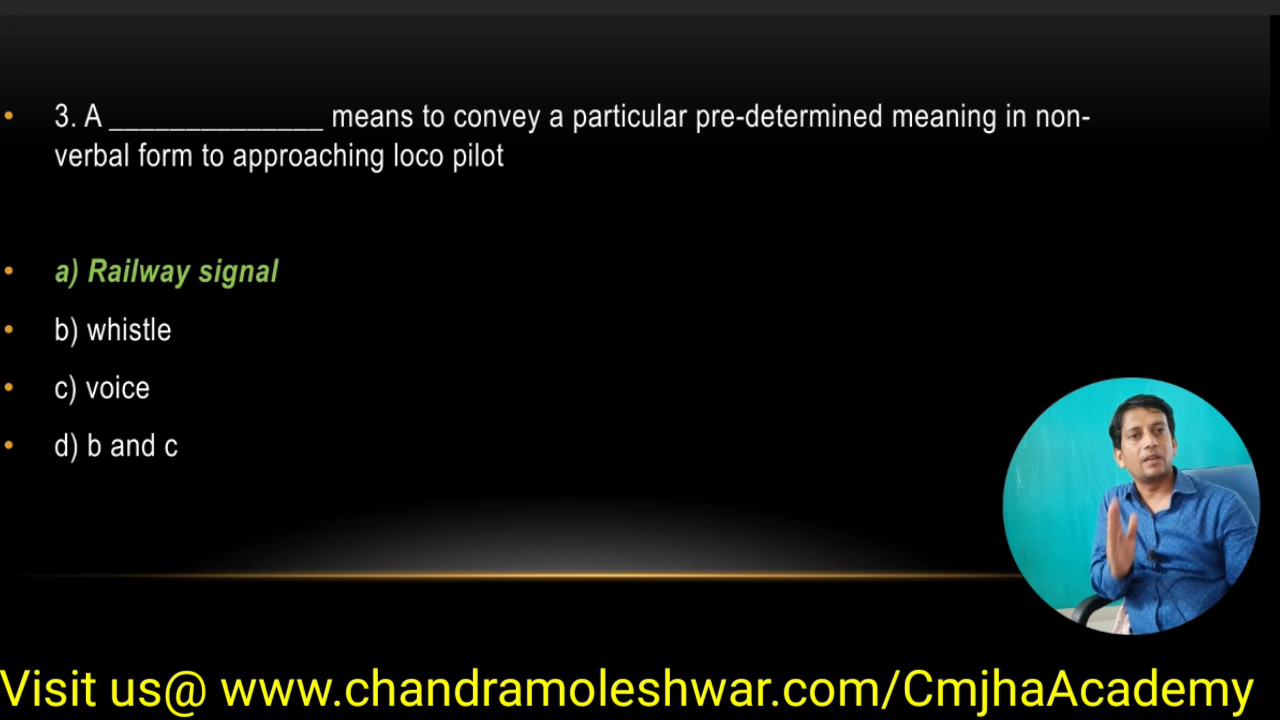 3. A ______________ means to convey a particular pre-determined meaning in non-
verbal form to approaching loco pilot
a) Railway signal
b) whistle
c) voice
d) b and c
Visit us@ www.chandramoleshwar.com/CmjhaAcademy